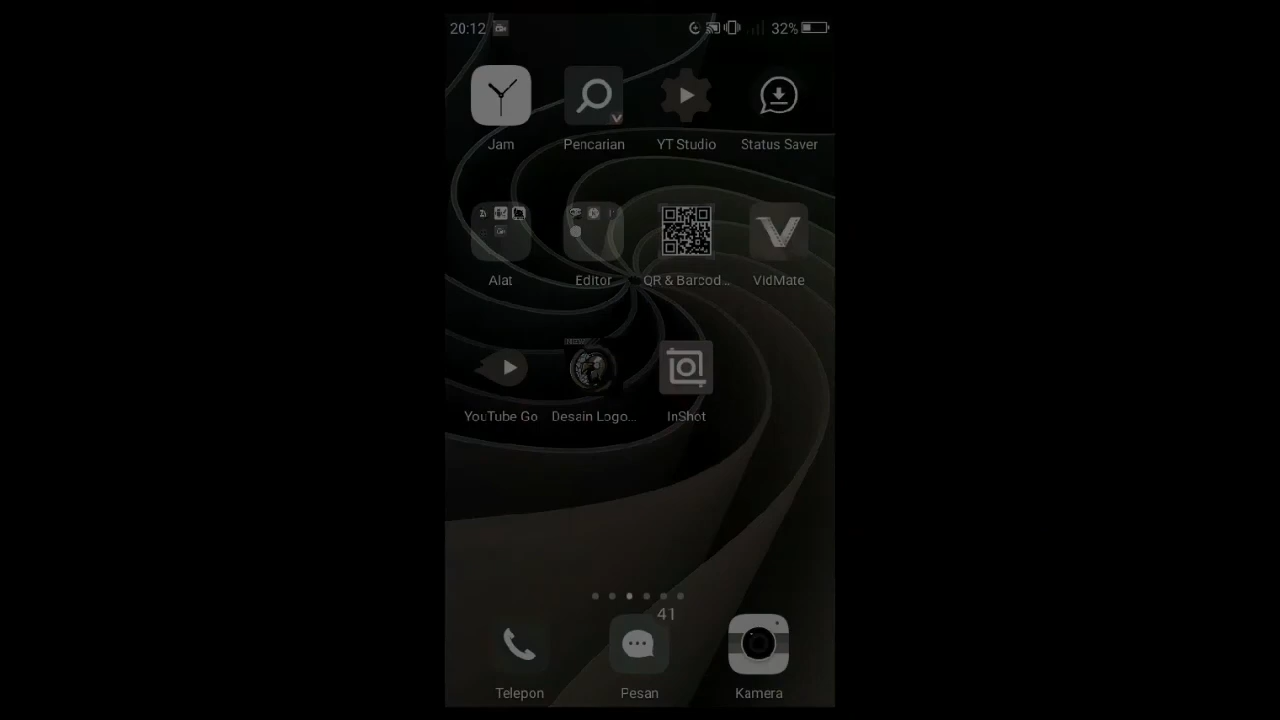 20:12 32%
Jam Pencarian YT Studio Status Saver
Alat Editor QR & Barcod... VidMate
YouTube Go Desain Logo... InShot
41
Telepon Pesan Kamera